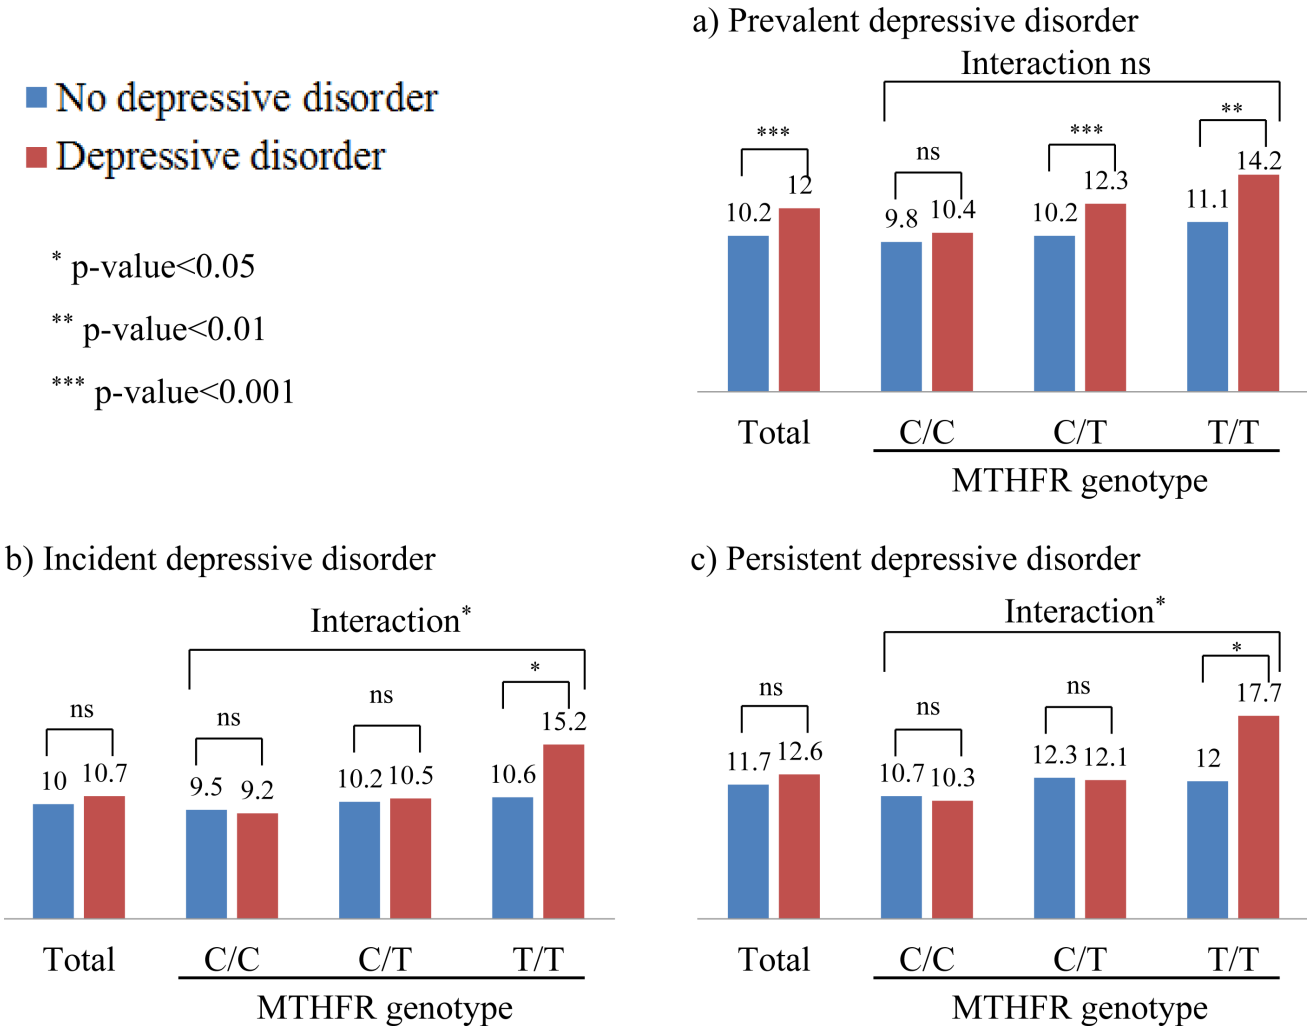 a) Prevalent depressive disorder
No depressive disorder
Depressive disorder
* p-value<0.05
** p-value<0.01
*** p-value<0.001
Interaction ns
*** ns *** **
10.2 12 9.8 10.4 10.2 12.3 11.1 14.2
Total C/C C/T T/T
MTHFR genotype
b) Incident depressive disorder
Interaction*
ns ns ns *
10 10.7 9.5 9.2 10.2 10.5 10.6 15.2
Total C/C C/T T/T
MTHFR genotype
c) Persistent depressive disorder
Interaction*
ns ns ns *
11.7 12.6 10.7 10.3 12.3 12.1 12 17.7
Total C/C C/T T/T
MTHFR genotype